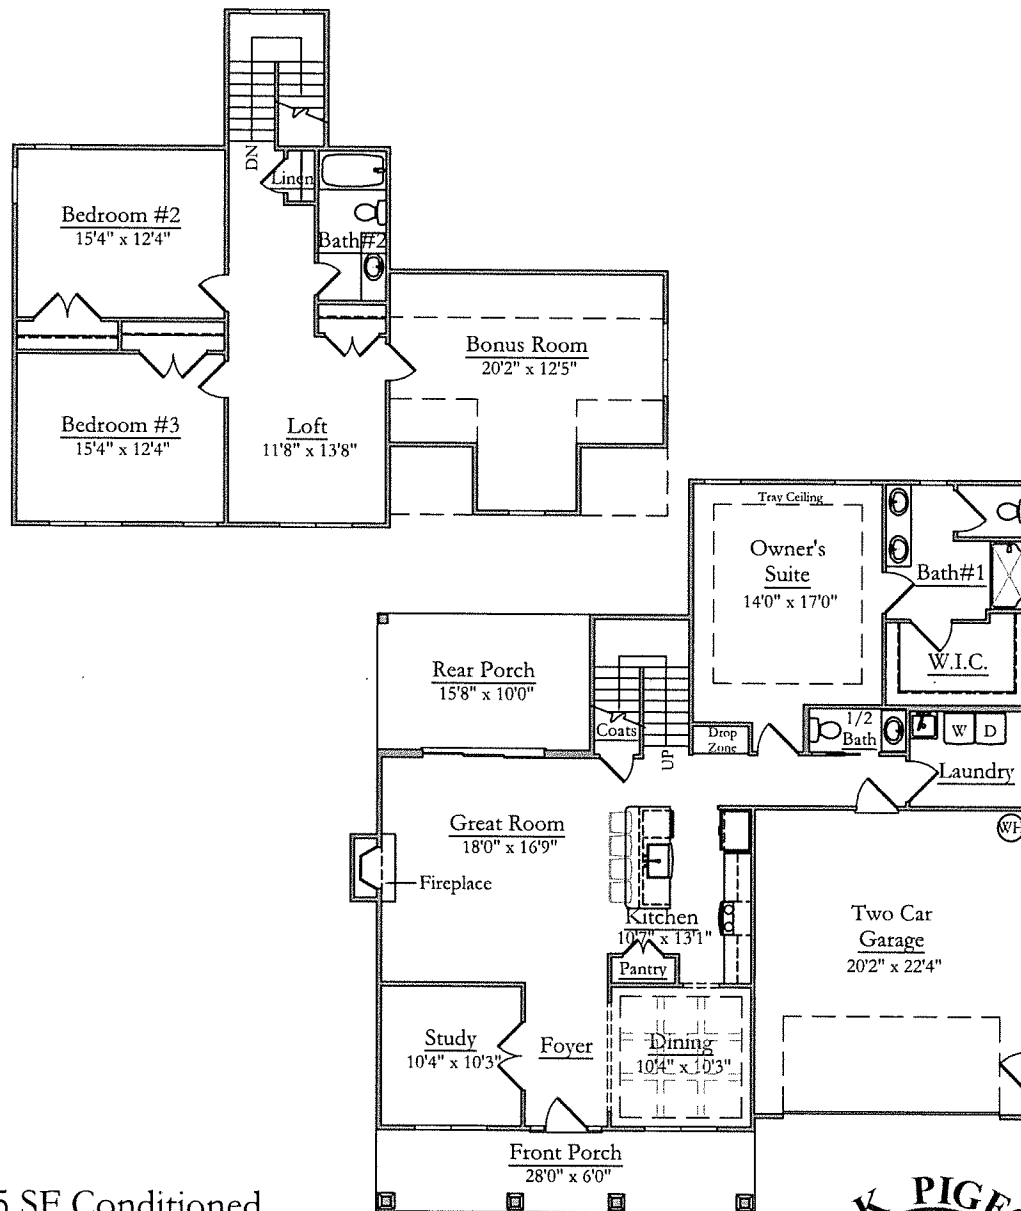 DN
Linen
Bedroom #2
15'4" x 12'4"
Bath#2
Bonus Room
20'2" x 12'5"
Bedroom #3
15'4" x 12'4"
Loft
11'8" x 13'8"
Tray Ceiling
Owner's
Suite
14'0" x 17'0"
Bath#1
W.I.C.
Rear Porch
15'8" x 10'0"
Coats
UP
Drop
Zone
1/2
Bath
W
D
Laundry
WH
Great Room
18'0" x 16'9"
Fireplace
Kitchen
10'7" x 13'1"
Pantry
Two Car
Garage
20'2" x 22'4"
Study
10'4" x 10'3"
Foyer
Dining
10'4" x 10'3"
Front Porch
28'0" x 6'0"
5 SF Conditioned